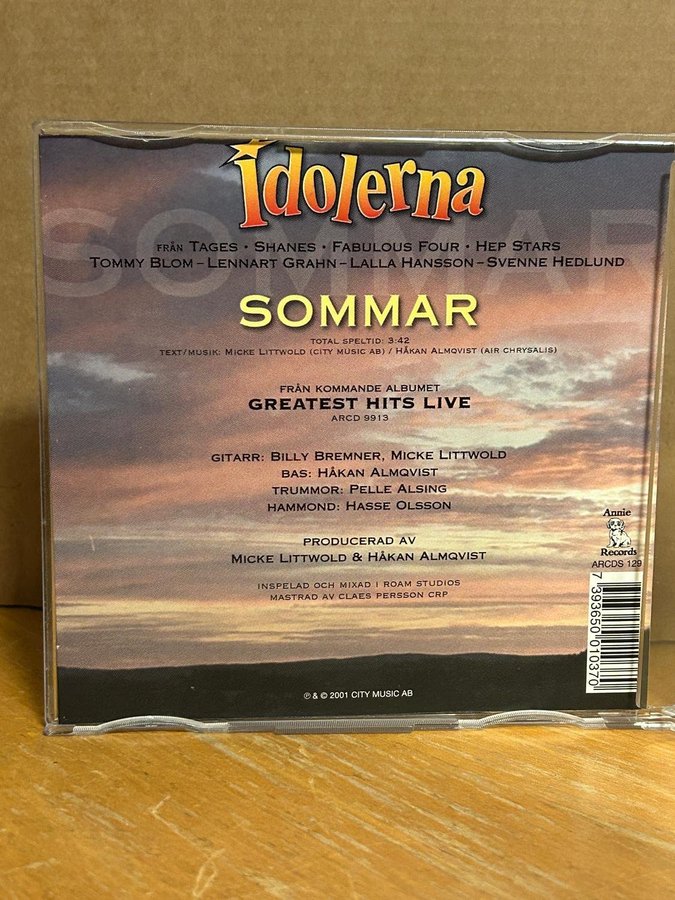 SOMMAR
Idolerna
FRÅN TAGES · SHANES · FABULOUS FOUR · HEP STARS
TOMMY BLOM – LENNART GRAHN – LALLA HANSSON – SVENNE HEDLUND
SOMMAR
TOTAL SPELTID: 3:42
TEXT/MUSIK: MICKE LITTWOLD (CITY MUSIC AB) / HÅKAN ALMQVIST (AIR CHRYSALIS)
FRÅN KOMMANDE ALBUMET
GREATEST HITS LIVE
ARCD 9913
GITARR: BILLY BREMNER, MICKE LITTWOLD
BAS: HÅKAN ALMQVIST
TRUMMOR: PELLE ALSING
HAMMOND: HASSE OLSSON
PRODUCERAD AV
MICKE LITTWOLD & HÅKAN ALMQVIST
INSPELAD OCH MIXAD I ROAM STUDIOS
MASTRAD AV CLAES PERSSON CRP
Annie
Records
ARCDS 129
7 393650 010370
℗ & © 2001 CITY MUSIC AB